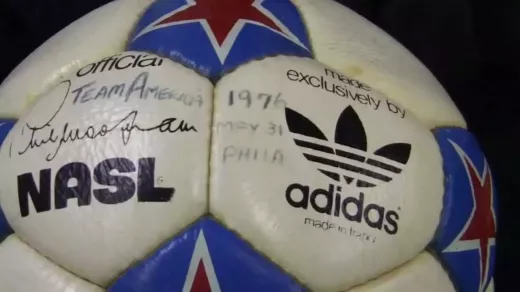 official
TEAM AMERICA
NASL
made
exclusively by
1976
MAY 31
PHILA
adidas
made in france